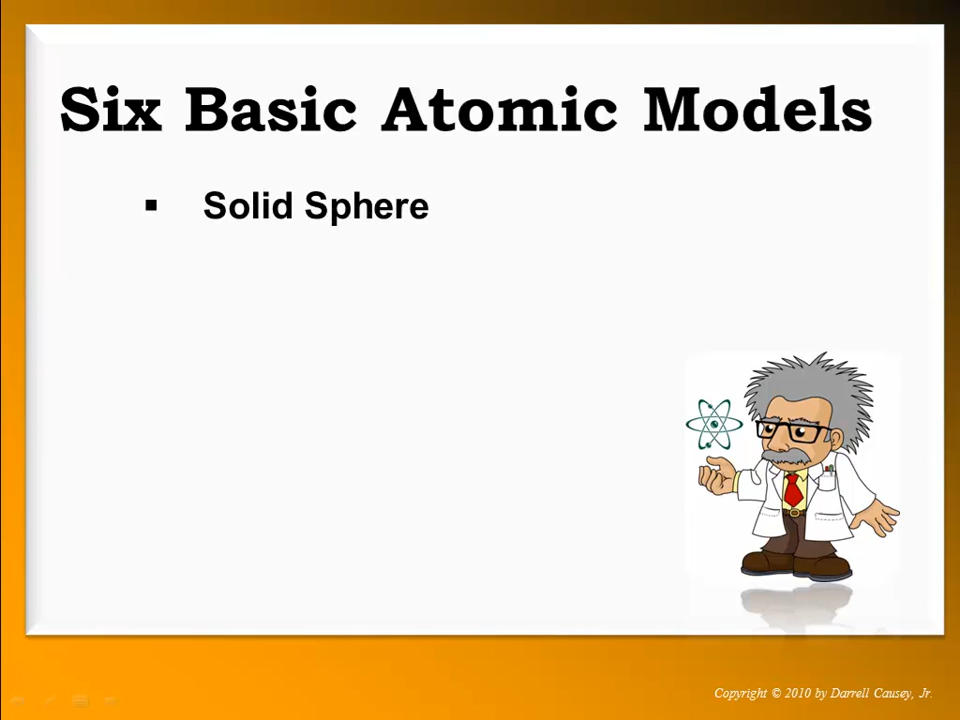 Six Basic Atomic Models
▪ Solid Sphere
Copyright © 2010 by Darrell Causey, Jr.